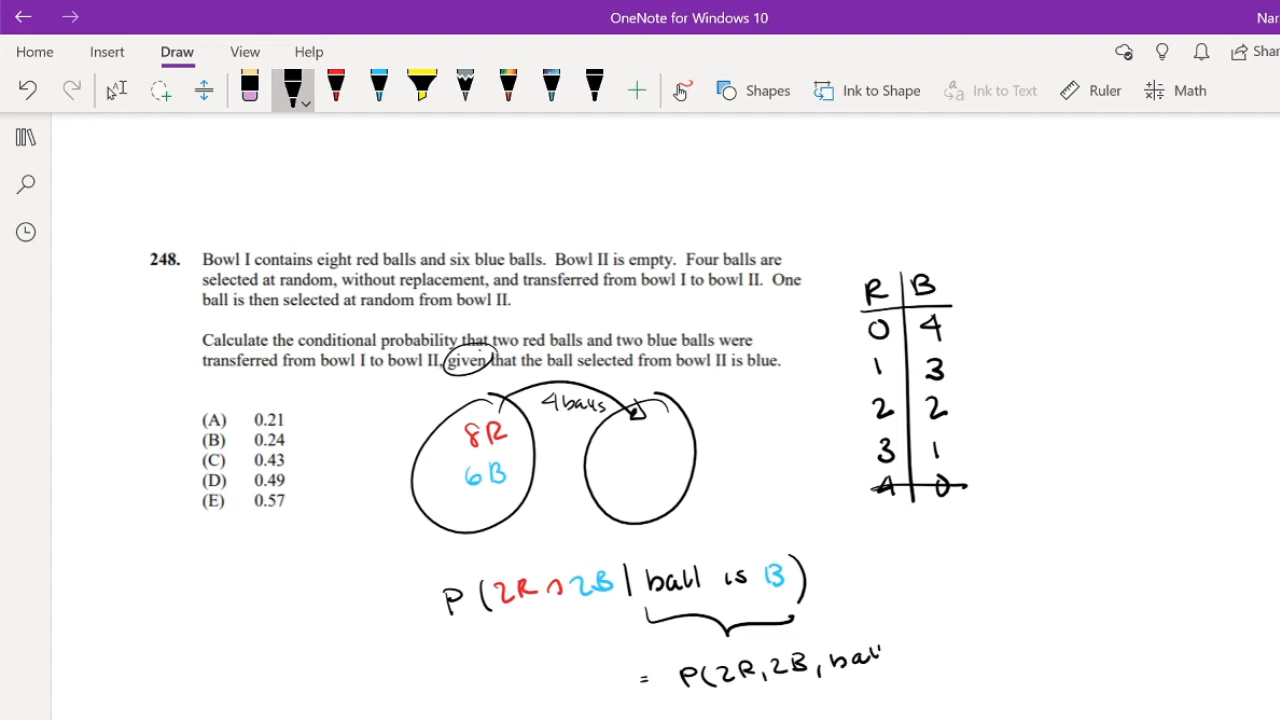 OneNote for Windows 10
Nar
Home Insert Draw View Help
Shar
Shapes Ink to Shape Ink to Text Ruler Math
248. Bowl I contains eight red balls and six blue balls. Bowl II is empty. Four balls are
selected at random, without replacement, and transferred from bowl I to bowl II. One
ball is then selected at random from bowl II.
Calculate the conditional probability that two red balls and two blue balls were
transferred from bowl I to bowl II, given that the ball selected from bowl II is blue.
(A) 0.21
(B) 0.24
(C) 0.43
(D) 0.49
(E) 0.57
4 balls
8R
6B
R B
0 4
1 3
2 2
3 1
4 0
P (2R ∩ 2B | ball is B)
= P(2R, 2B, bal